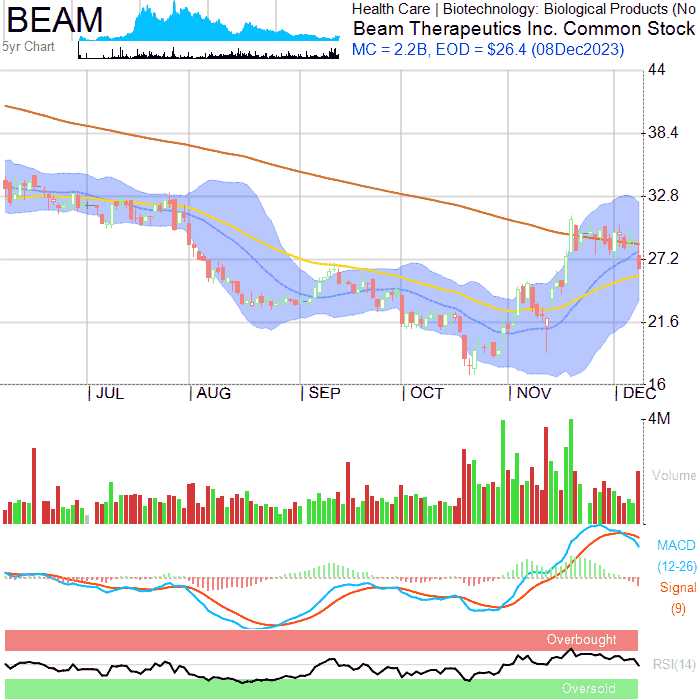 BEAM
5yr Chart
Health Care | Biotechnology: Biological Products (No
Beam Therapeutics Inc. Common Stock
MC = 2.2B, EOD = $26.4 (08Dec2023)
44
38.4
32.8
27.2
21.6
16
JUL AUG SEP OCT NOV DEC
4M
Volume
MACD
(12-26)
Signal
(9)
Overbought
RSI(14)
Oversold